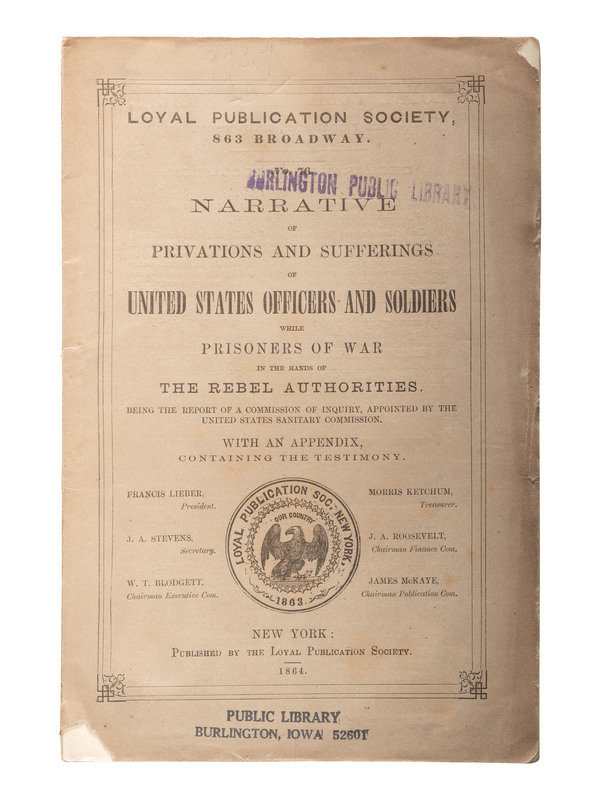 LOYAL PUBLICATION SOCIETY,
863 BROADWAY.
No. 76.
BURLINGTON PUBLIC LIBRARY
NARRATIVE
OF
PRIVATIONS AND SUFFERINGS
OF
UNITED STATES OFFICERS AND SOLDIERS
WHILE
PRISONERS OF WAR
IN THE HANDS OF
THE REBEL AUTHORITIES.
BEING THE REPORT OF A COMMISSION OF INQUIRY, APPOINTED BY THE
UNITED STATES SANITARY COMMISSION.
WITH AN APPENDIX,
CONTAINING THE TESTIMONY.
FRANCIS LIEBER,
President.
J. A. STEVENS,
Secretary.
W. T. BLODGETT,
Chairman Executive Com.
LOYAL PUBLICATION SOC. NEW YORK.
OUR COUNTRY
1863
MORRIS KETCHUM,
Treasurer.
J. A. ROOSEVELT,
Chairman Finance Com.
JAMES McKAYE,
Chairman Publication Com.
NEW YORK:
PUBLISHED BY THE LOYAL PUBLICATION SOCIETY.
1864.
PUBLIC LIBRARY
BURLINGTON, IOWA 52601